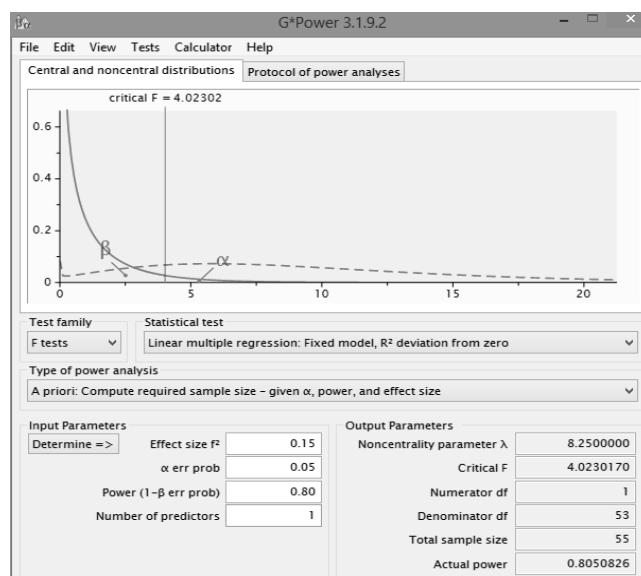 G*Power 3.1.9.2
File Edit View Tests Calculator Help
Central and noncentral distributions Protocol of power analyses
critical F = 4.02302
0.6
0.4
0.2
0
β
α
0 5 10 15 20
Test family Statistical test
F tests Linear multiple regression: Fixed model, R² deviation from zero
Type of power analysis
A priori: Compute required sample size – given α, power, and effect size
Input Parameters Output Parameters
Determine => Effect size f² 0.15 Noncentrality parameter λ 8.2500000
α err prob 0.05 Critical F 4.0230170
Power (1-β err prob) 0.80 Numerator df 1
Number of predictors 1 Denominator df 53
Total sample size 55
Actual power 0.8050826